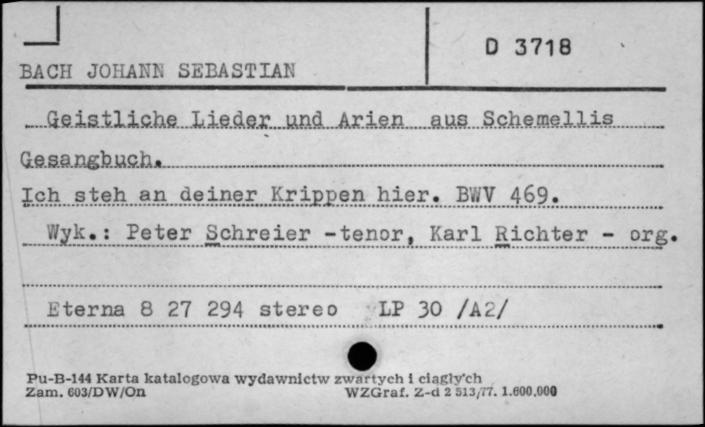 D 3718
BACH JOHANN SEBASTIAN
Geistliche Lieder und Arien aus Schemellis
Gesangbuch.
Ich steh an deiner Krippen hier. BWV 469.
Wyk.: Peter Schreier -tenor, Karl Richter - org.
Eterna 8 27 294 stereo LP 30 /A2/
Pu-B-144 Karta katalogowa wydawnictw zwartych i ciągłych
Zam. 603/DW/On WZGraf. Z-d 2 513/77. 1.600.000